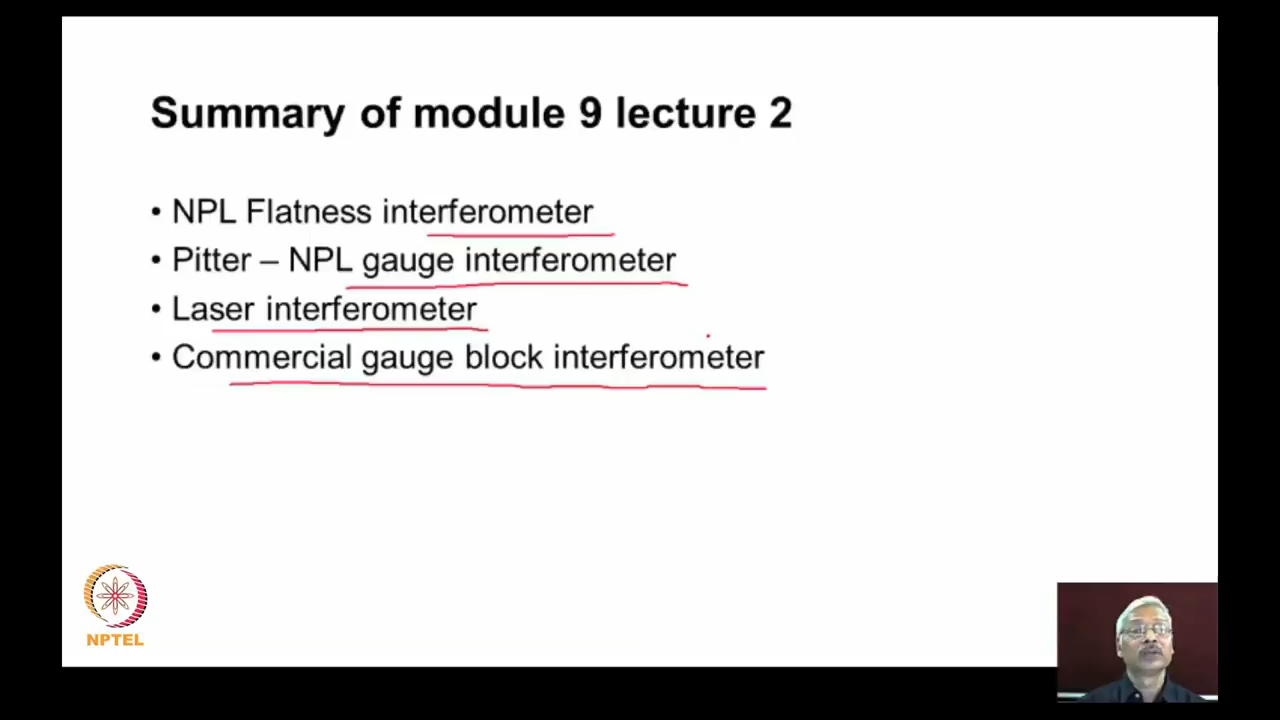 Summary of module 9 lecture 2
• NPL Flatness interferometer
• Pitter – NPL gauge interferometer
• Laser interferometer
• Commercial gauge block interferometer
NPTEL